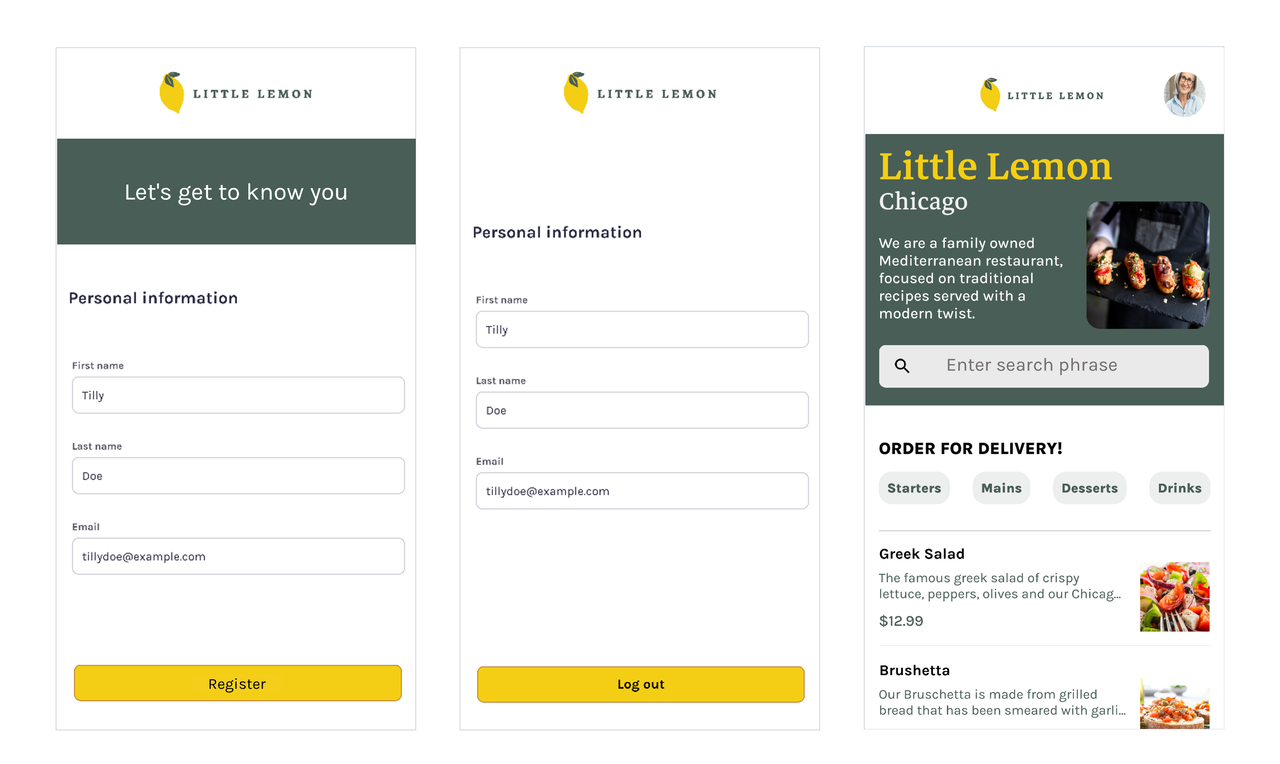 LITTLE LEMON
Let's get to know you
Personal information
First name
Tilly
Last name
Doe
Email
tillydoe@example.com
Register
LITTLE LEMON
Personal information
First name
Tilly
Last name
Doe
Email
tillydoe@example.com
Log out
LITTLE LEMON
Little Lemon
Chicago
We are a family owned
Mediterranean restaurant,
focused on traditional
recipes served with a
modern twist.
Enter search phrase
ORDER FOR DELIVERY!
Starters Mains Desserts Drinks
Greek Salad
The famous greek salad of crispy
lettuce, peppers, olives and our Chicag...
$12.99
Brushetta
Our Bruschetta is made from grilled
bread that has been smeared with garli...